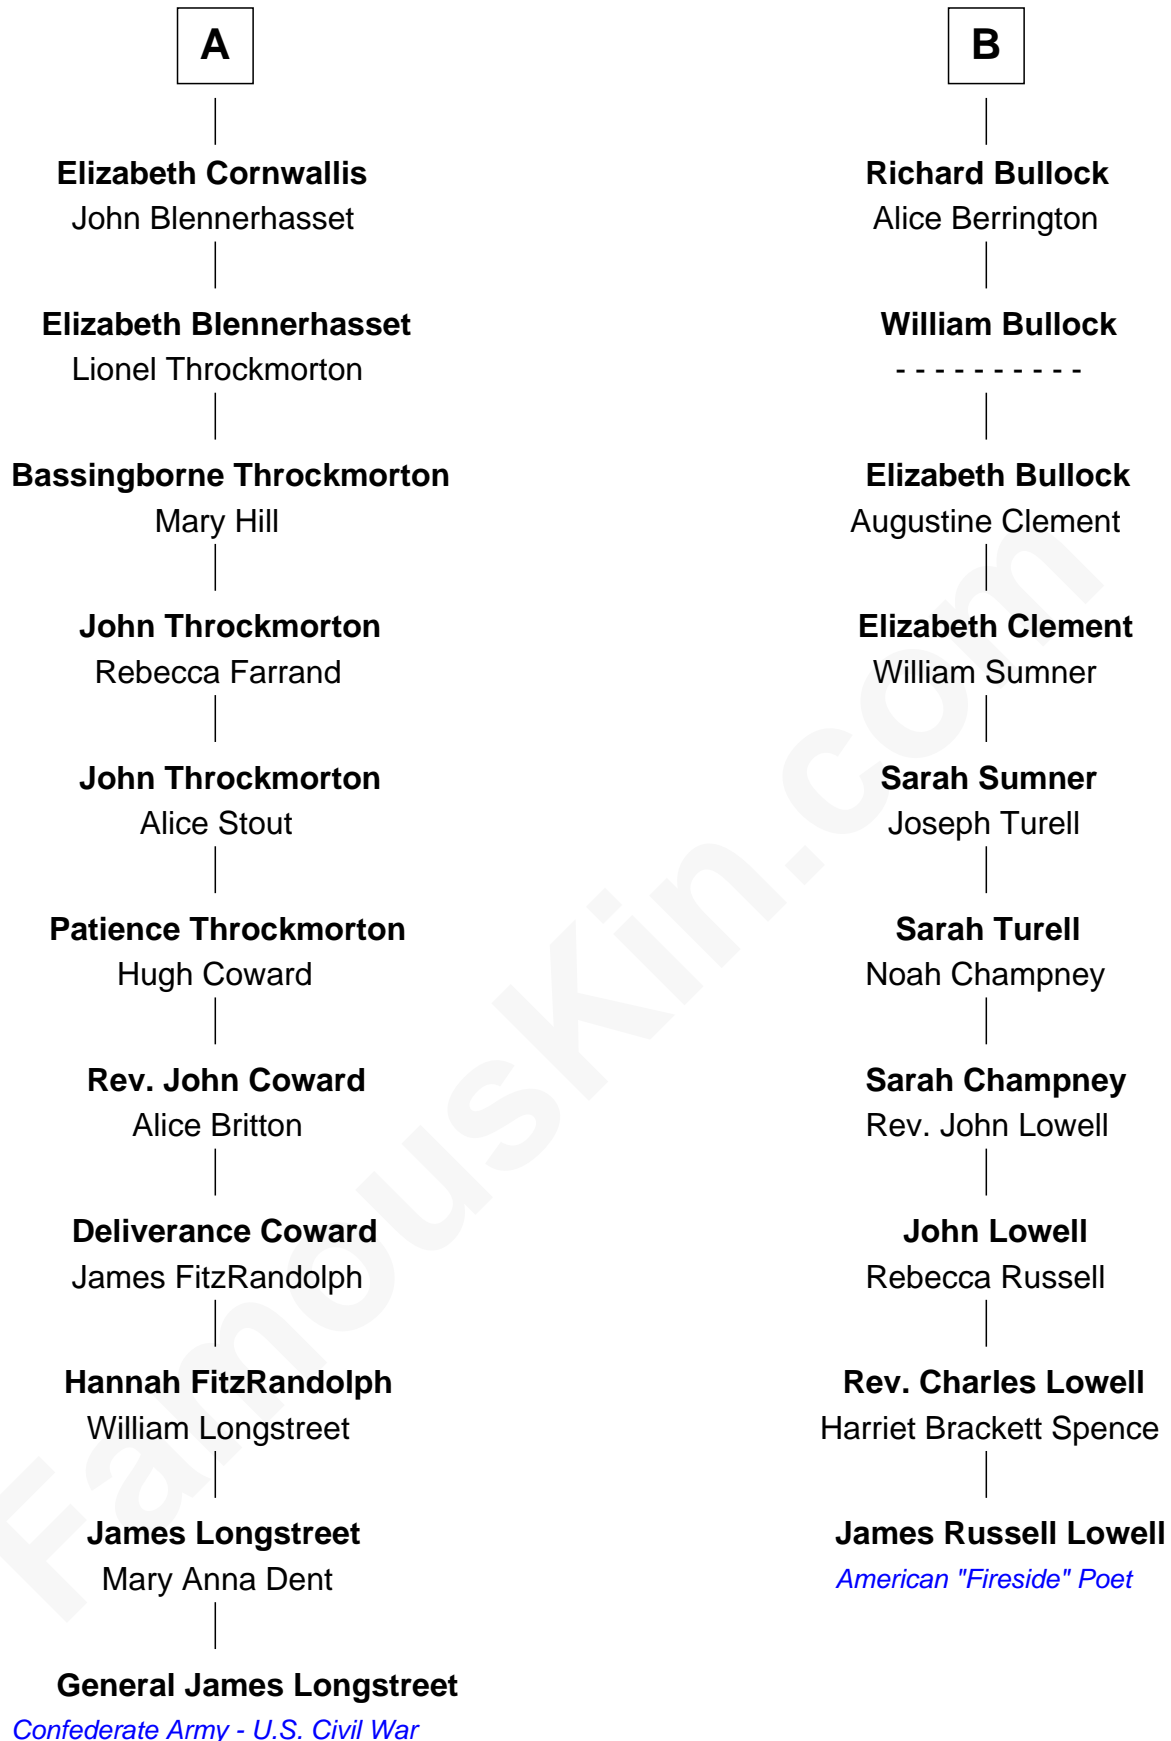 A
Elizabeth Cornwallis
John Blennerhasset
Elizabeth Blennerhasset
Lionel Throckmorton
Bassingborne Throckmorton
Mary Hill
John Throckmorton
Rebecca Farrand
John Throckmorton
Alice Stout
Patience Throckmorton
Hugh Coward
Rev. John Coward
Alice Britton
Deliverance Coward
James FitzRandolph
Hannah FitzRandolph
William Longstreet
James Longstreet
Mary Anna Dent
General James Longstreet
Confederate Army - U.S. Civil War
B
Richard Bullock
Alice Berrington
William Bullock
- - - - - - - - - -
Elizabeth Bullock
Augustine Clement
Elizabeth Clement
William Sumner
Sarah Sumner
Joseph Turell
Sarah Turell
Noah Champney
Sarah Champney
Rev. John Lowell
John Lowell
Rebecca Russell
Rev. Charles Lowell
Harriet Brackett Spence
James Russell Lowell
American "Fireside" Poet
FamousKin.com